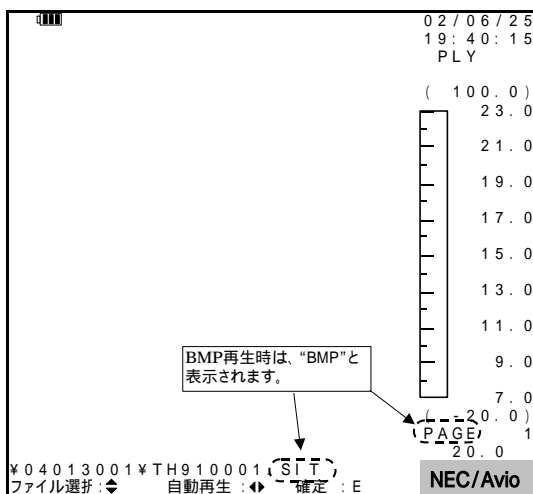 02/06/25
19:40:15
PLY
( 100.0)
23.0
21.0
19.0
17.0
15.0
13.0
11.0
9.0
7.0
( -20.0)
BMP再生時は、“BMP”と
表示されます。
PAGE 1
20.0
¥04013001¥TH910001.SIT
ファイル選択:◆ 自動再生:◆ 確定:E
NEC/Avio